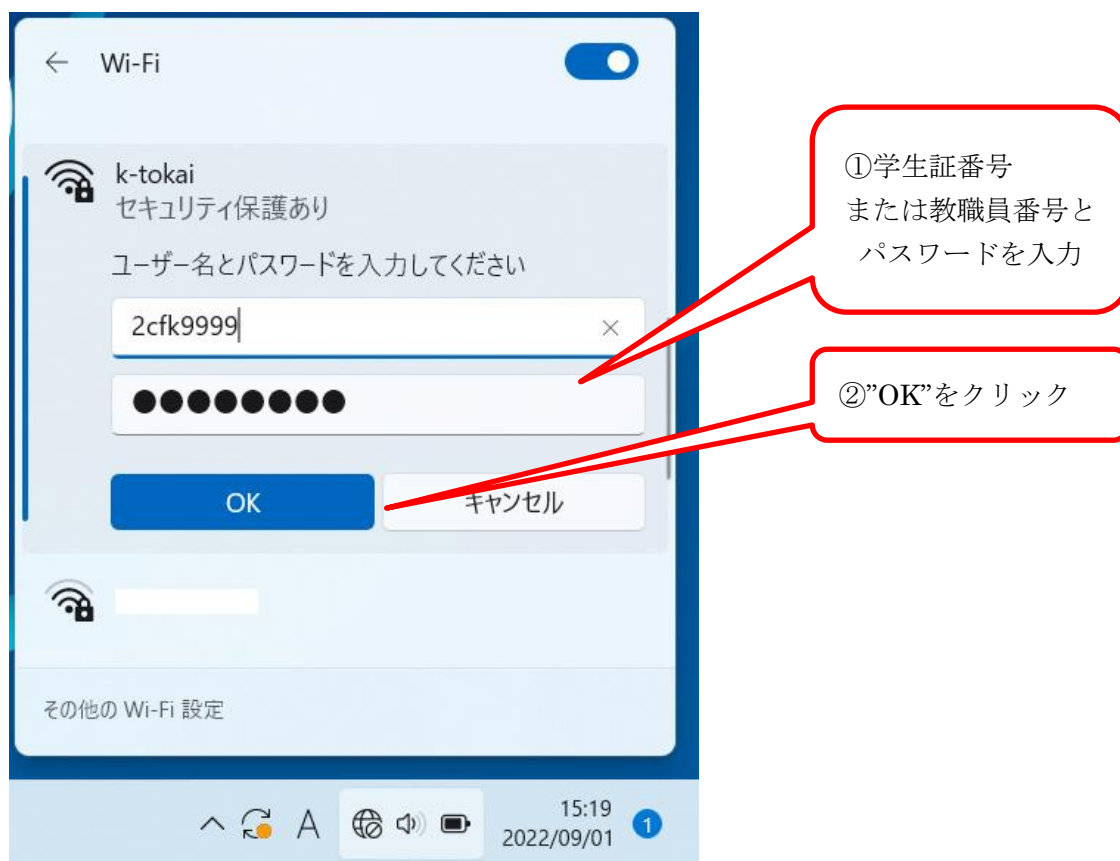 Wi-Fi
k-tokai
セキュリティ保護あり
ユーザー名とパスワードを入力してください
2cfk9999
●●●●●●●●
OK
キャンセル
その他の Wi-Fi 設定
A
15:19
2022/09/01
1
①学生証番号
または教職員番号と
パスワードを入力
②”OK”をクリック